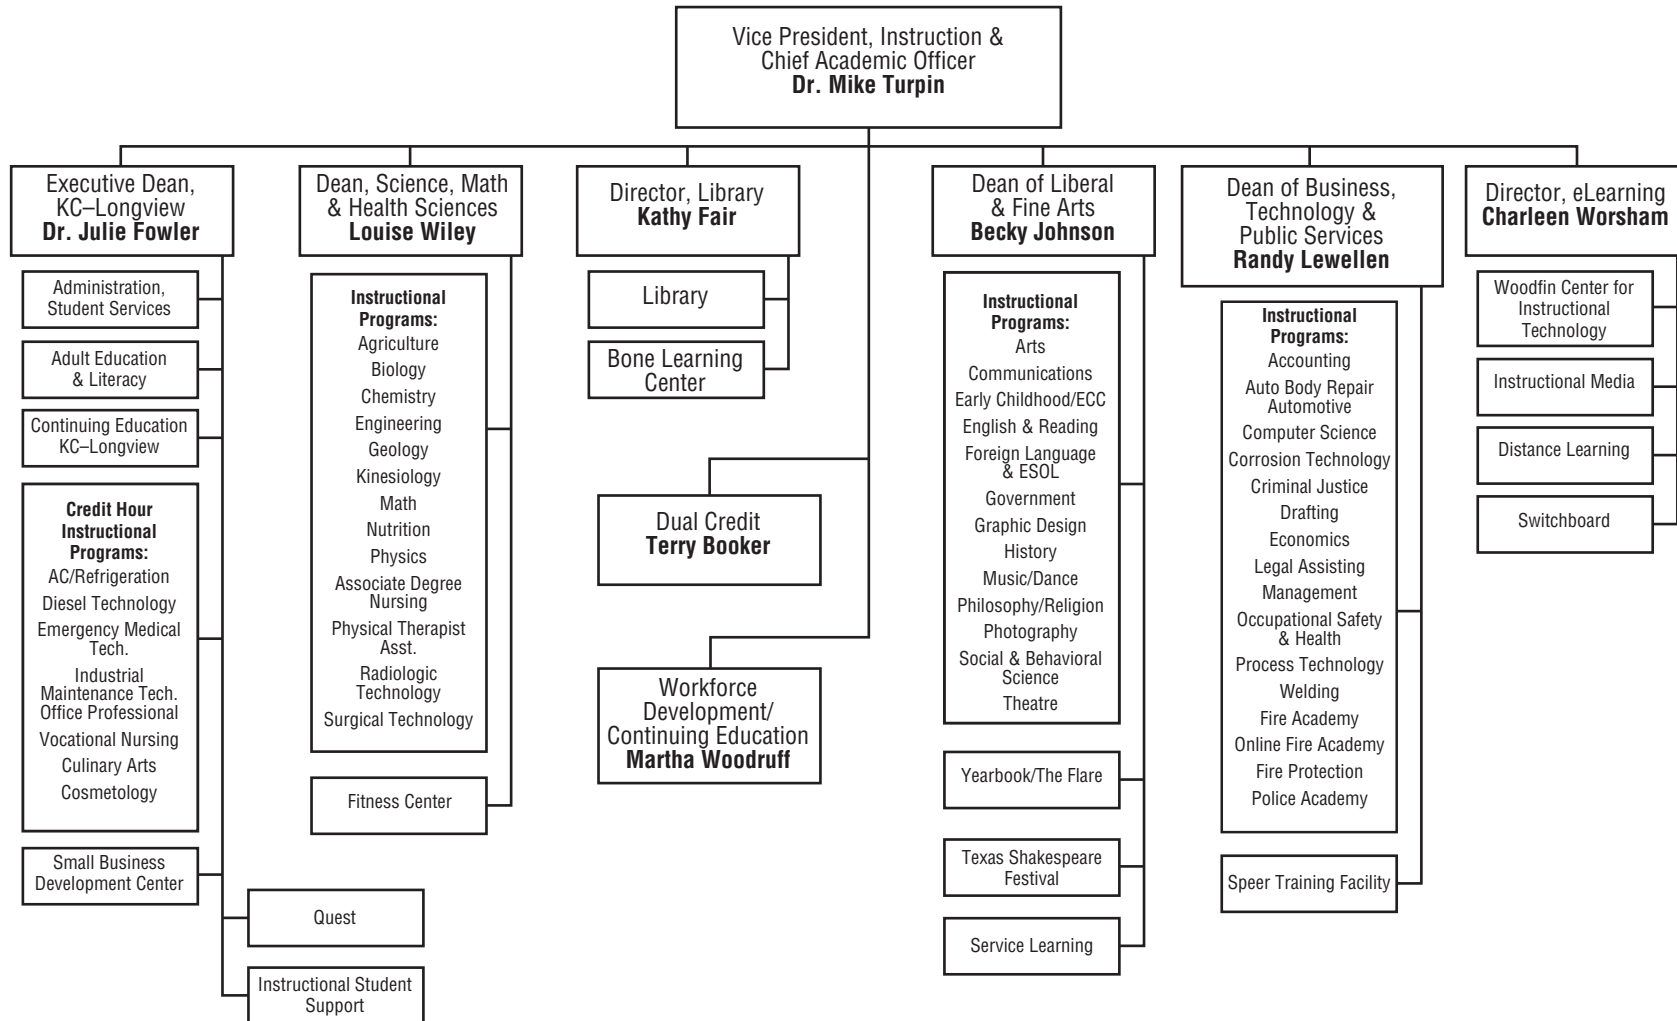 Vice President, Instruction &
Chief Academic Officer
Dr. Mike Turpin
Executive Dean,
KC–Longview
Dr. Julie Fowler
Administration,
Student Services
Adult Education
& Literacy
Continuing Education
KC–Longview
Credit Hour
Instructional
Programs:
AC/Refrigeration
Diesel Technology
Emergency Medical
Tech.
Industrial
Maintenance Tech.
Office Professional
Vocational Nursing
Culinary Arts
Cosmetology
Small Business
Development Center
Quest
Instructional Student
Support
Dean, Science, Math
& Health Sciences
Louise Wiley
Instructional
Programs:
Agriculture
Biology
Chemistry
Engineering
Geology
Kinesiology
Math
Nutrition
Physics
Associate Degree
Nursing
Physical Therapist
Asst.
Radiologic
Technology
Surgical Technology
Fitness Center
Director, Library
Kathy Fair
Library
Bone Learning
Center
Dual Credit
Terry Booker
Workforce
Development/
Continuing Education
Martha Woodruff
Dean of Liberal
& Fine Arts
Becky Johnson
Instructional
Programs:
Arts
Communications
Early Childhood/ECC
English & Reading
Foreign Language
& ESOL
Government
Graphic Design
History
Music/Dance
Philosophy/Religion
Photography
Social & Behavioral
Science
Theatre
Yearbook/The Flare
Texas Shakespeare
Festival
Service Learning
Dean of Business,
Technology &
Public Services
Randy Lewellen
Instructional
Programs:
Accounting
Auto Body Repair
Automotive
Computer Science
Corrosion Technology
Criminal Justice
Drafting
Economics
Legal Assisting
Management
Occupational Safety
& Health
Process Technology
Welding
Fire Academy
Online Fire Academy
Fire Protection
Police Academy
Speer Training Facility
Director, eLearning
Charleen Worsham
Woodfin Center for
Instructional
Technology
Instructional Media
Distance Learning
Switchboard